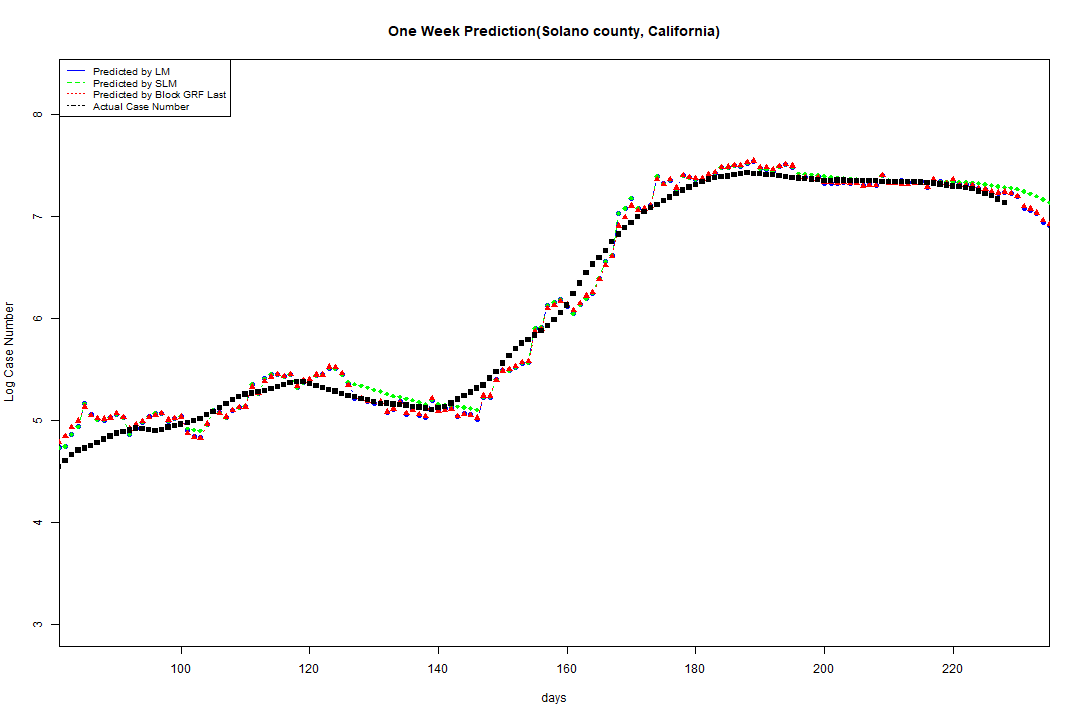 One Week Prediction(Solano county, California)
Predicted by LM
Predicted by SLM
Predicted by Block GRF Last
Actual Case Number
8
7
6
5
4
3
Log Case Number
100 120 140 160 180 200 220
days